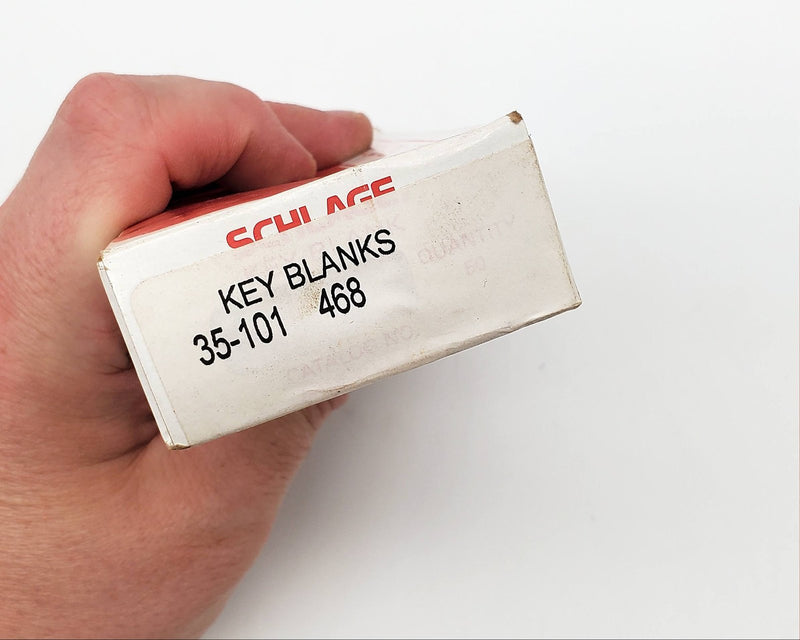 SCHLAGE
KEY BLANKS
35-101 468
QUANTITY
50
CATALOG NO.